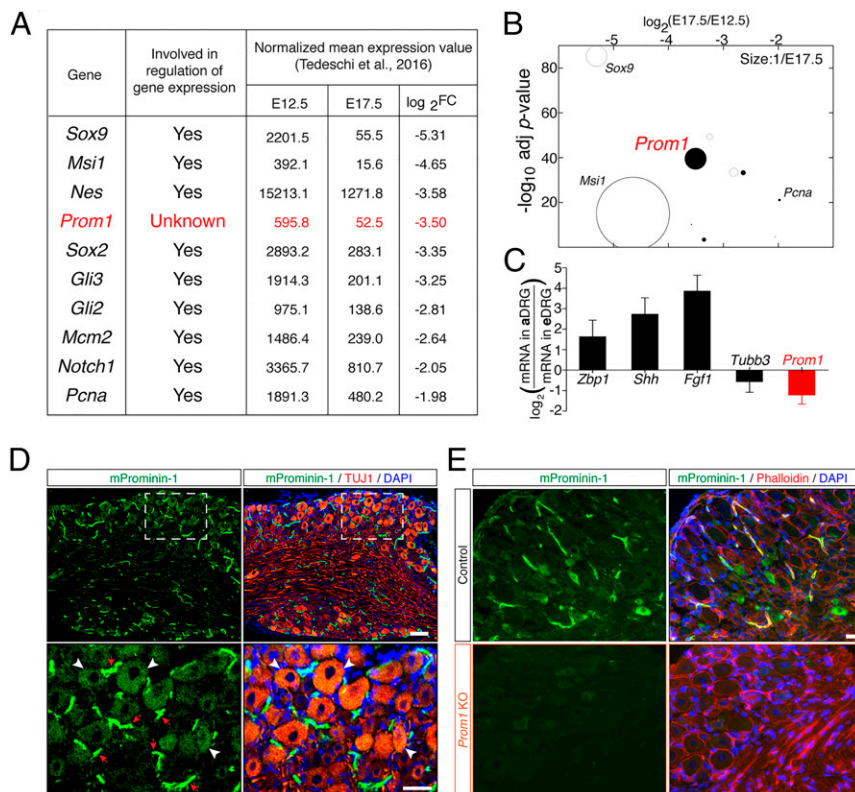 A
Gene
Involved in regulation of gene expression
Normalized mean expression value (Tedeschi et al., 2016)
E12.5 E17.5 log 2FC
Sox9 Yes 2201.5 55.5 -5.31
Msi1 Yes 392.1 15.6 -4.65
Nes Yes 15213.1 1271.8 -3.58
Prom1 Unknown 595.8 52.5 -3.50
Sox2 Yes 2893.2 283.1 -3.35
Gli3 Yes 1914.3 201.1 -3.25
Gli2 Yes 975.1 138.6 -2.81
Mcm2 Yes 1486.4 239.0 -2.64
Notch1 Yes 3365.7 810.7 -2.05
Pcna Yes 1891.3 480.2 -1.98
B
log2(E17.5/E12.5)
-5 -4 -3 -2
Size:1/E17.5
-log10 adj p-value
80
60
40
20
Sox9
Prom1
Msi1
Pcna
C
log2(mRNA in aDRG / mRNA in eDRG)
5
4
3
2
1
0
-1
-2
Zbp1 Shh Fgf1 Tubb3 Prom1
D
mProminin-1
mProminin-1 / TUJ1 / DAPI
E
mProminin-1
mProminin-1 / Phalloidin / DAPI
Control
Prom1 KO